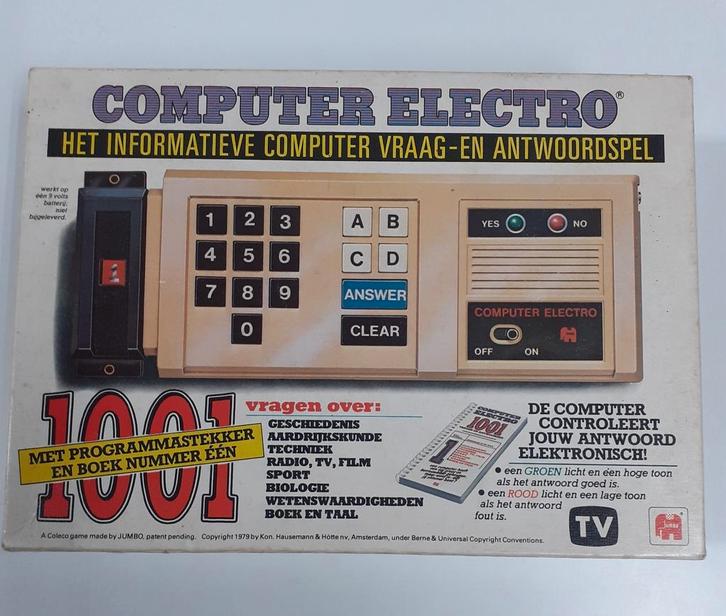 COMPUTER ELECTRO®
HET INFORMATIEVE COMPUTER VRAAG-EN ANTWOORDSPEL
werkt op
één 9 volts
batterij,
niet
bijgeleverd.
1
1 2 3
4 5 6
7 8 9
0
A B
C D
ANSWER
CLEAR
YES NO
COMPUTER ELECTRO
OFF ON
1001
MET PROGRAMMASTEKKER
EN BOEK NUMMER ÉÉN
vragen over:
GESCHIEDENIS
AARDRIJKSKUNDE
TECHNIEK
RADIO, TV, FILM
SPORT
BIOLOGIE
WETENSWAARDIGHEDEN
BOEK EN TAAL
COMPUTER
ELECTRO
1001
DE COMPUTER
CONTROLEERT
JOUW ANTWOORD
ELEKTRONISCH!
• een GROEN licht en één hoge toon
als het antwoord goed is.
• een ROOD licht en een lage toon
als het antwoord
fout is.
TV
JUMBO
A Coleco game made by JUMBO, patent pending. Copyright 1979 by Kon. Hausemann & Hötte nv, Amsterdam, under Berne & Universal Copyright Conventions.